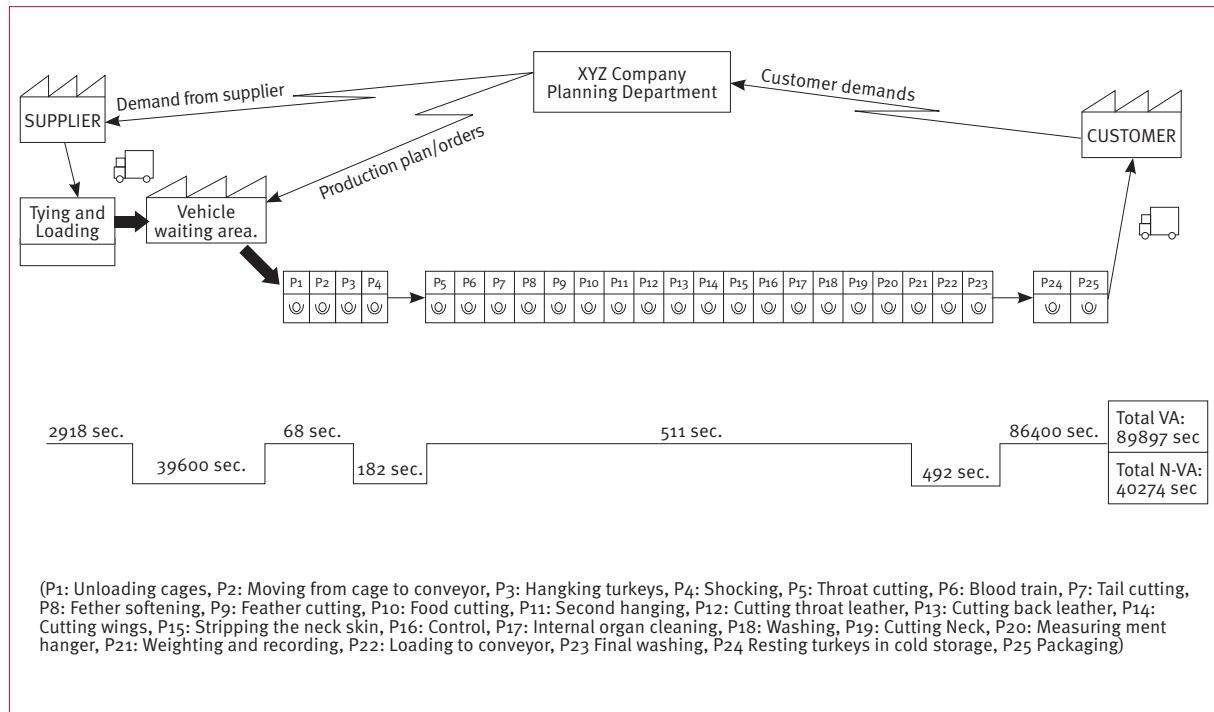 XYZ Company
Planning Department
Demand from supplier
Customer demands
SUPPLIER
CUSTOMER
Production plan/orders
Tying and
Loading
Vehicle
waiting area.
P1 P2 P3 P4
P5 P6 P7 P8 P9 P10 P11 P12 P13 P14 P15 P16 P17 P18 P19 P20 P21 P22 P23
P24 P25
2918 sec.
39600 sec.
68 sec.
182 sec.
511 sec.
492 sec.
86400 sec.
Total VA:
89897 sec
Total N-VA:
40274 sec
(P1: Unloading cages, P2: Moving from cage to conveyor, P3: Hangking turkeys, P4: Shocking, P5: Throat cutting, P6: Blood train, P7: Tail cutting,
P8: Fether softening, P9: Feather cutting, P10: Food cutting, P11: Second hanging, P12: Cutting throat leather, P13: Cutting back leather, P14:
Cutting wings, P15: Stripping the neck skin, P16: Control, P17: Internal organ cleaning, P18: Washing, P19: Cutting Neck, P20: Measuring ment
hanger, P21: Weighting and recording, P22: Loading to conveyor, P23 Final washing, P24 Resting turkeys in cold storage, P25 Packaging)